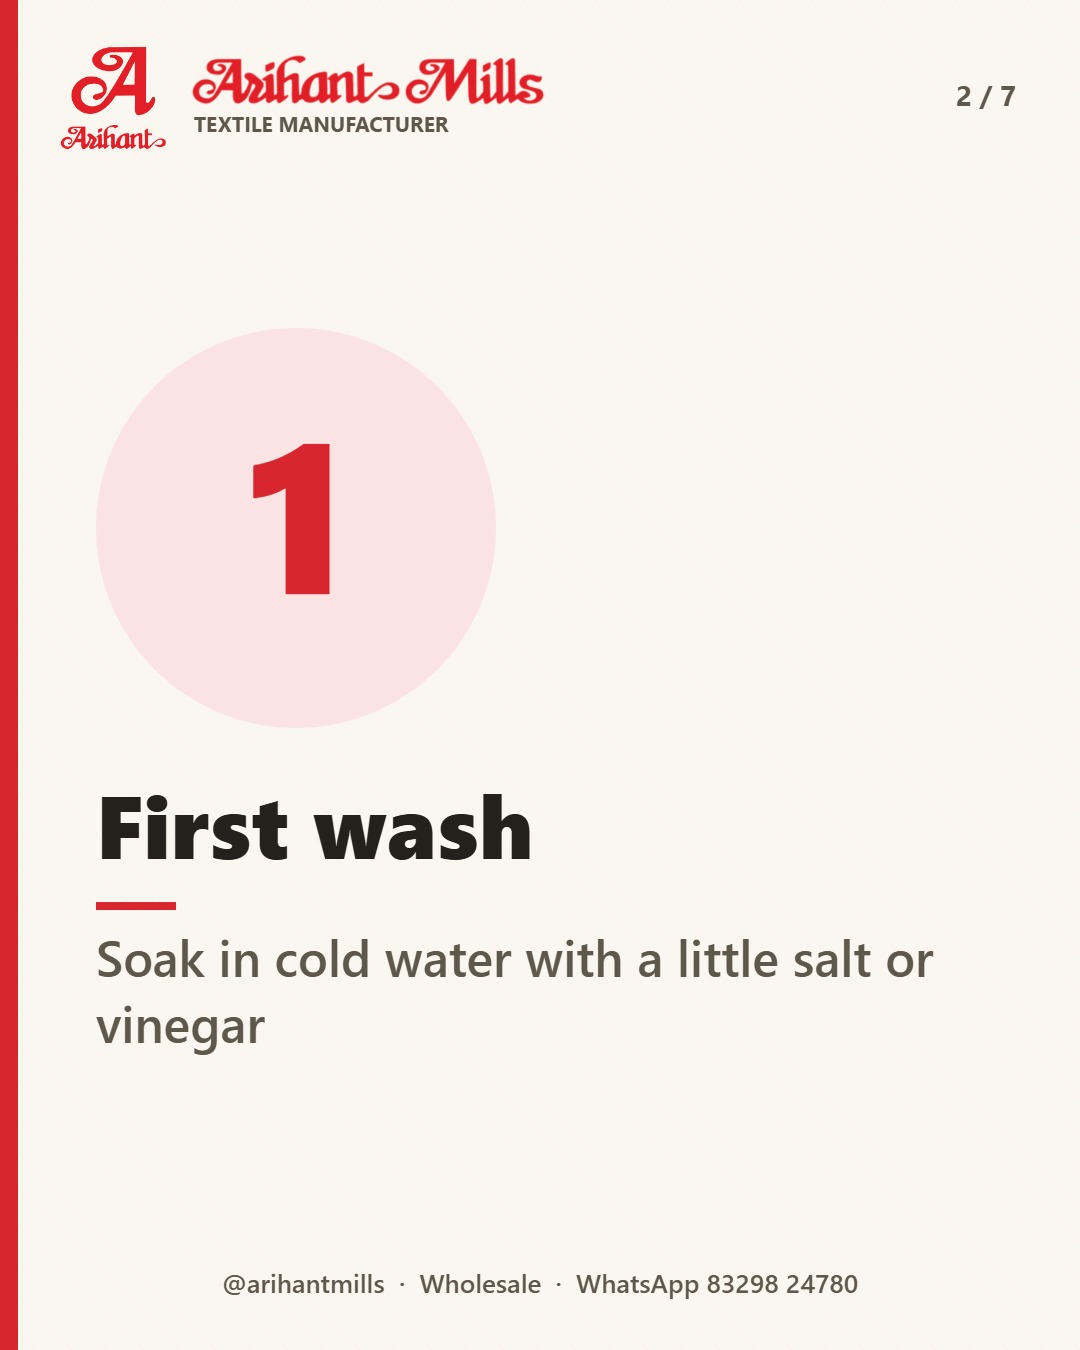 A
Arihant
Arihant Mills
TEXTILE MANUFACTURER
2 / 7
1
First wash
Soak in cold water with a little salt or
vinegar
@arihantmills · Wholesale · WhatsApp 83298 24780